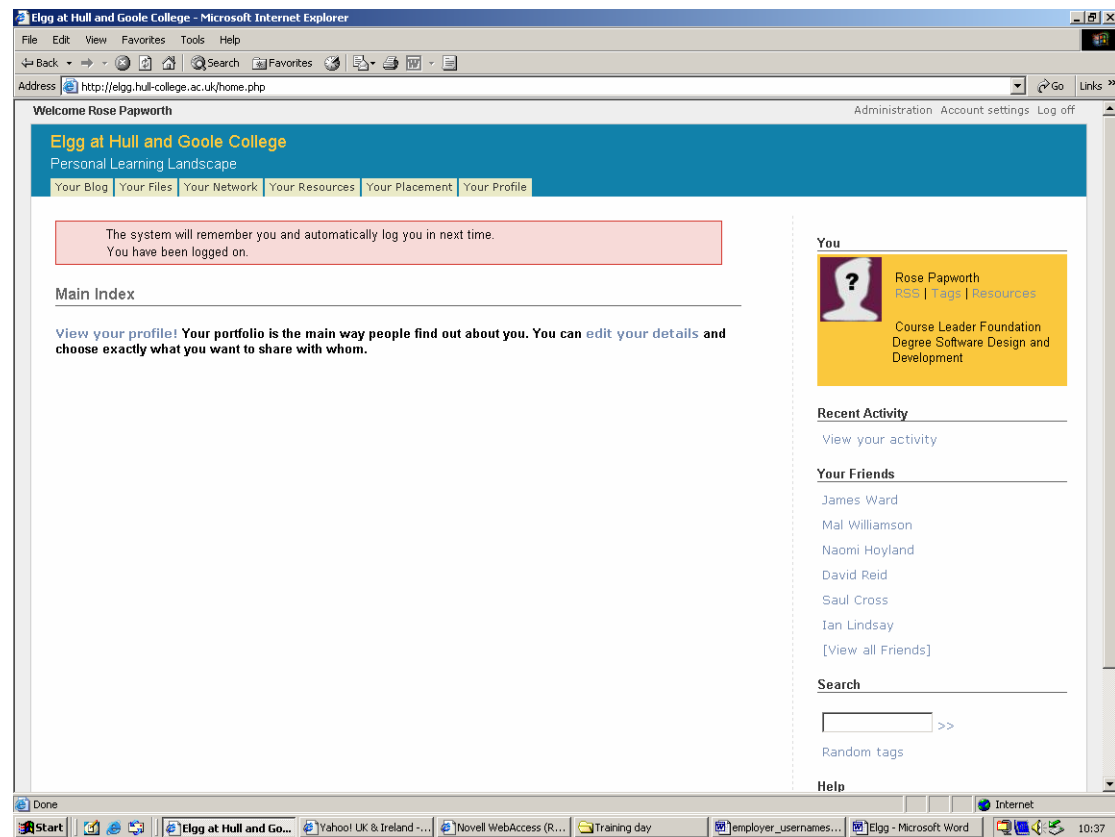 Elgg at Hull and Goole College - Microsoft Internet Explorer
File Edit View Favorites Tools Help
Back Search Favorites
Address http://elgg.hull-college.ac.uk/home.php Go Links »
Welcome Rose Papworth Administration Account settings Log off
Elgg at Hull and Goole College
Personal Learning Landscape
Your Blog Your Files Your Network Your Resources Your Placement Your Profile
The system will remember you and automatically log you in next time.
You have been logged on.
Main Index
View your profile! Your portfolio is the main way people find out about you. You can edit your details and
choose exactly what you want to share with whom.
You
?
Rose Papworth
RSS | Tags | Resources
Course Leader Foundation
Degree Software Design and
Development
Recent Activity
View your activity
Your Friends
James Ward
Mal Williamson
Naomi Hoyland
David Reid
Saul Cross
Ian Lindsay
[View all Friends]
Search
>>
Random tags
Help
Done Internet
Start Elgg at Hull and Go... Yahoo! UK & Ireland -... Novell WebAccess (R... Training day employer_usernames... Elgg - Microsoft Word 10:37